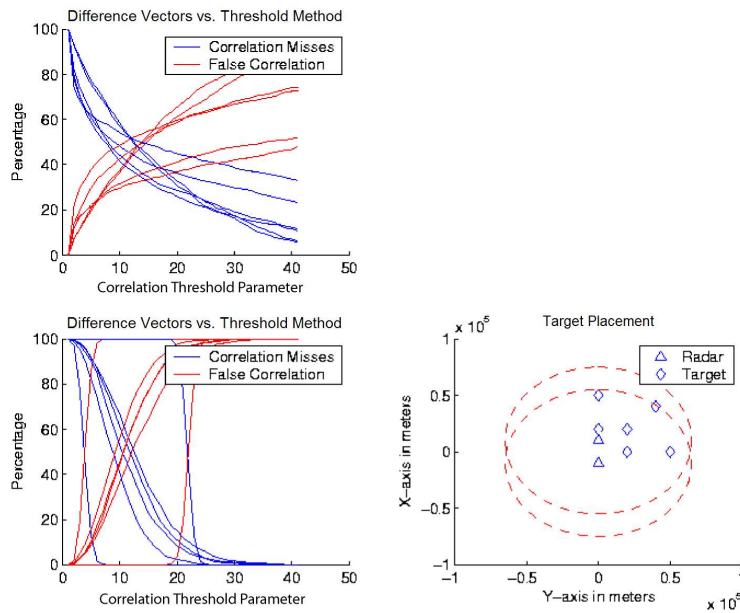 Difference Vectors vs. Threshold Method
100
80
60
40
20
0
Percentage
Correlation Misses
False Correlation
0 10 20 30 40 50
Correlation Threshold Parameter
Difference Vectors vs. Threshold Method
100
80
60
40
20
0
Percentage
Correlation Misses
False Correlation
0 10 20 30 40 50
Correlation Threshold Parameter
Target Placement
x 10^5
1
0.5
0
−0.5
−1
X−axis in meters
Radar
Target
−1 −0.5 0 0.5 1
Y−axis in meters
x 10^5